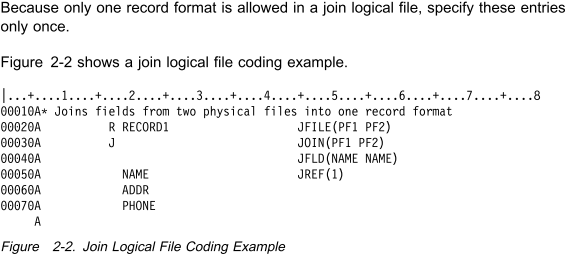 Because only one record format is allowed in a join logical file, specify these entries
only once.
Figure 2-2 shows a join logical file coding example.
|...+....1....+....2....+....3....+....4....+....5....+....6....+....7....+....8
00010A* Joins fields from two physical files into one record format
00020A          R RECORD1                   JFILE(PF1 PF2)
00030A          J                           JOIN(PF1 PF2)
00040A                                      JFLD(NAME NAME)
00050A            NAME                      JREF(1)
00060A            ADDR
00070A            PHONE
     A
Figure 2-2. Join Logical File Coding Example